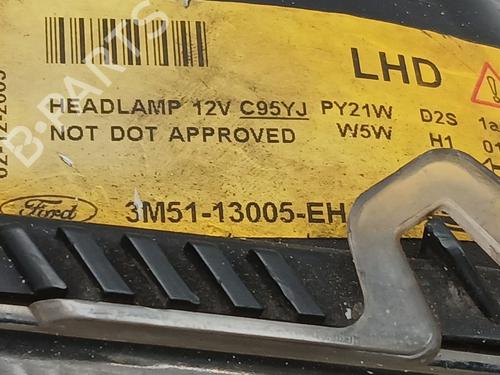 LHD
HEADLAMP 12V C95YJ PY21W D2S
NOT DOT APPROVED W5W H1
Ford 3M51-13005-EH
B-PARTS